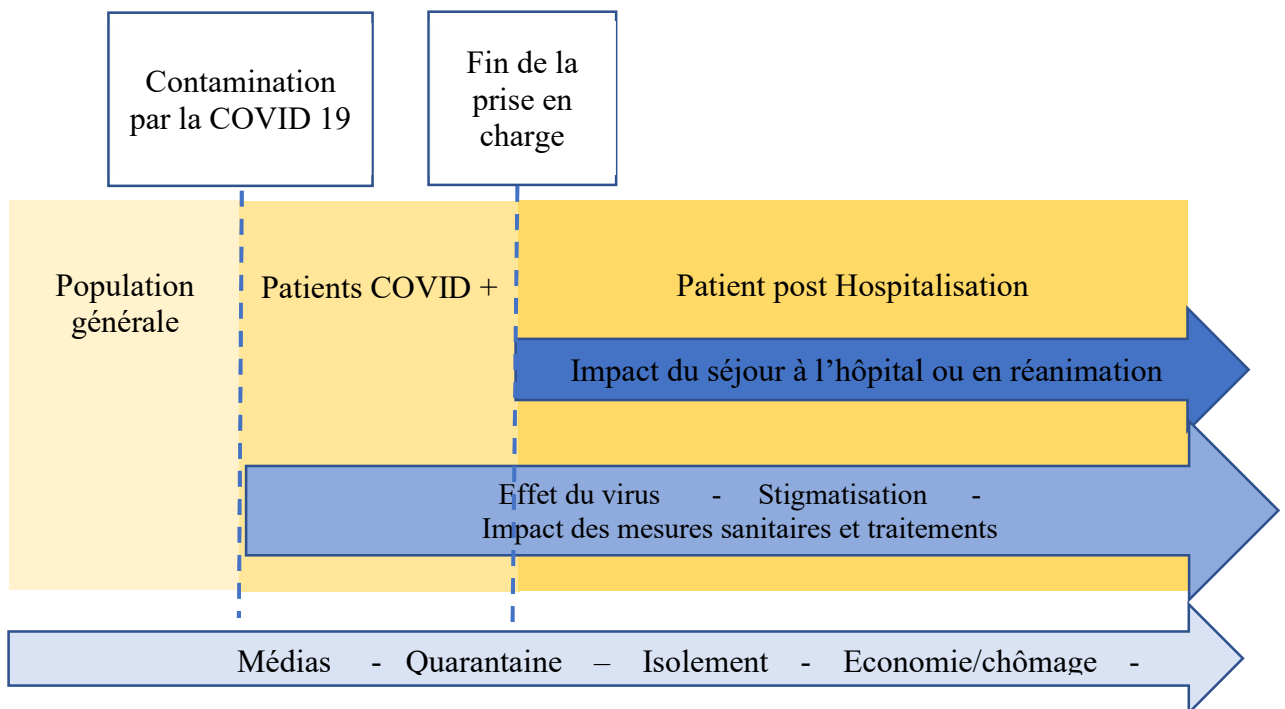 Contamination
par la COVID 19
Fin de la
prise en
charge
Population
générale
Patients COVID +
Patient post Hospitalisation
Impact du séjour à l’hôpital ou en réanimation
Effet du virus - Stigmatisation -
Impact des mesures sanitaires et traitements
Médias - Quarantaine – Isolement - Economie/chômage -